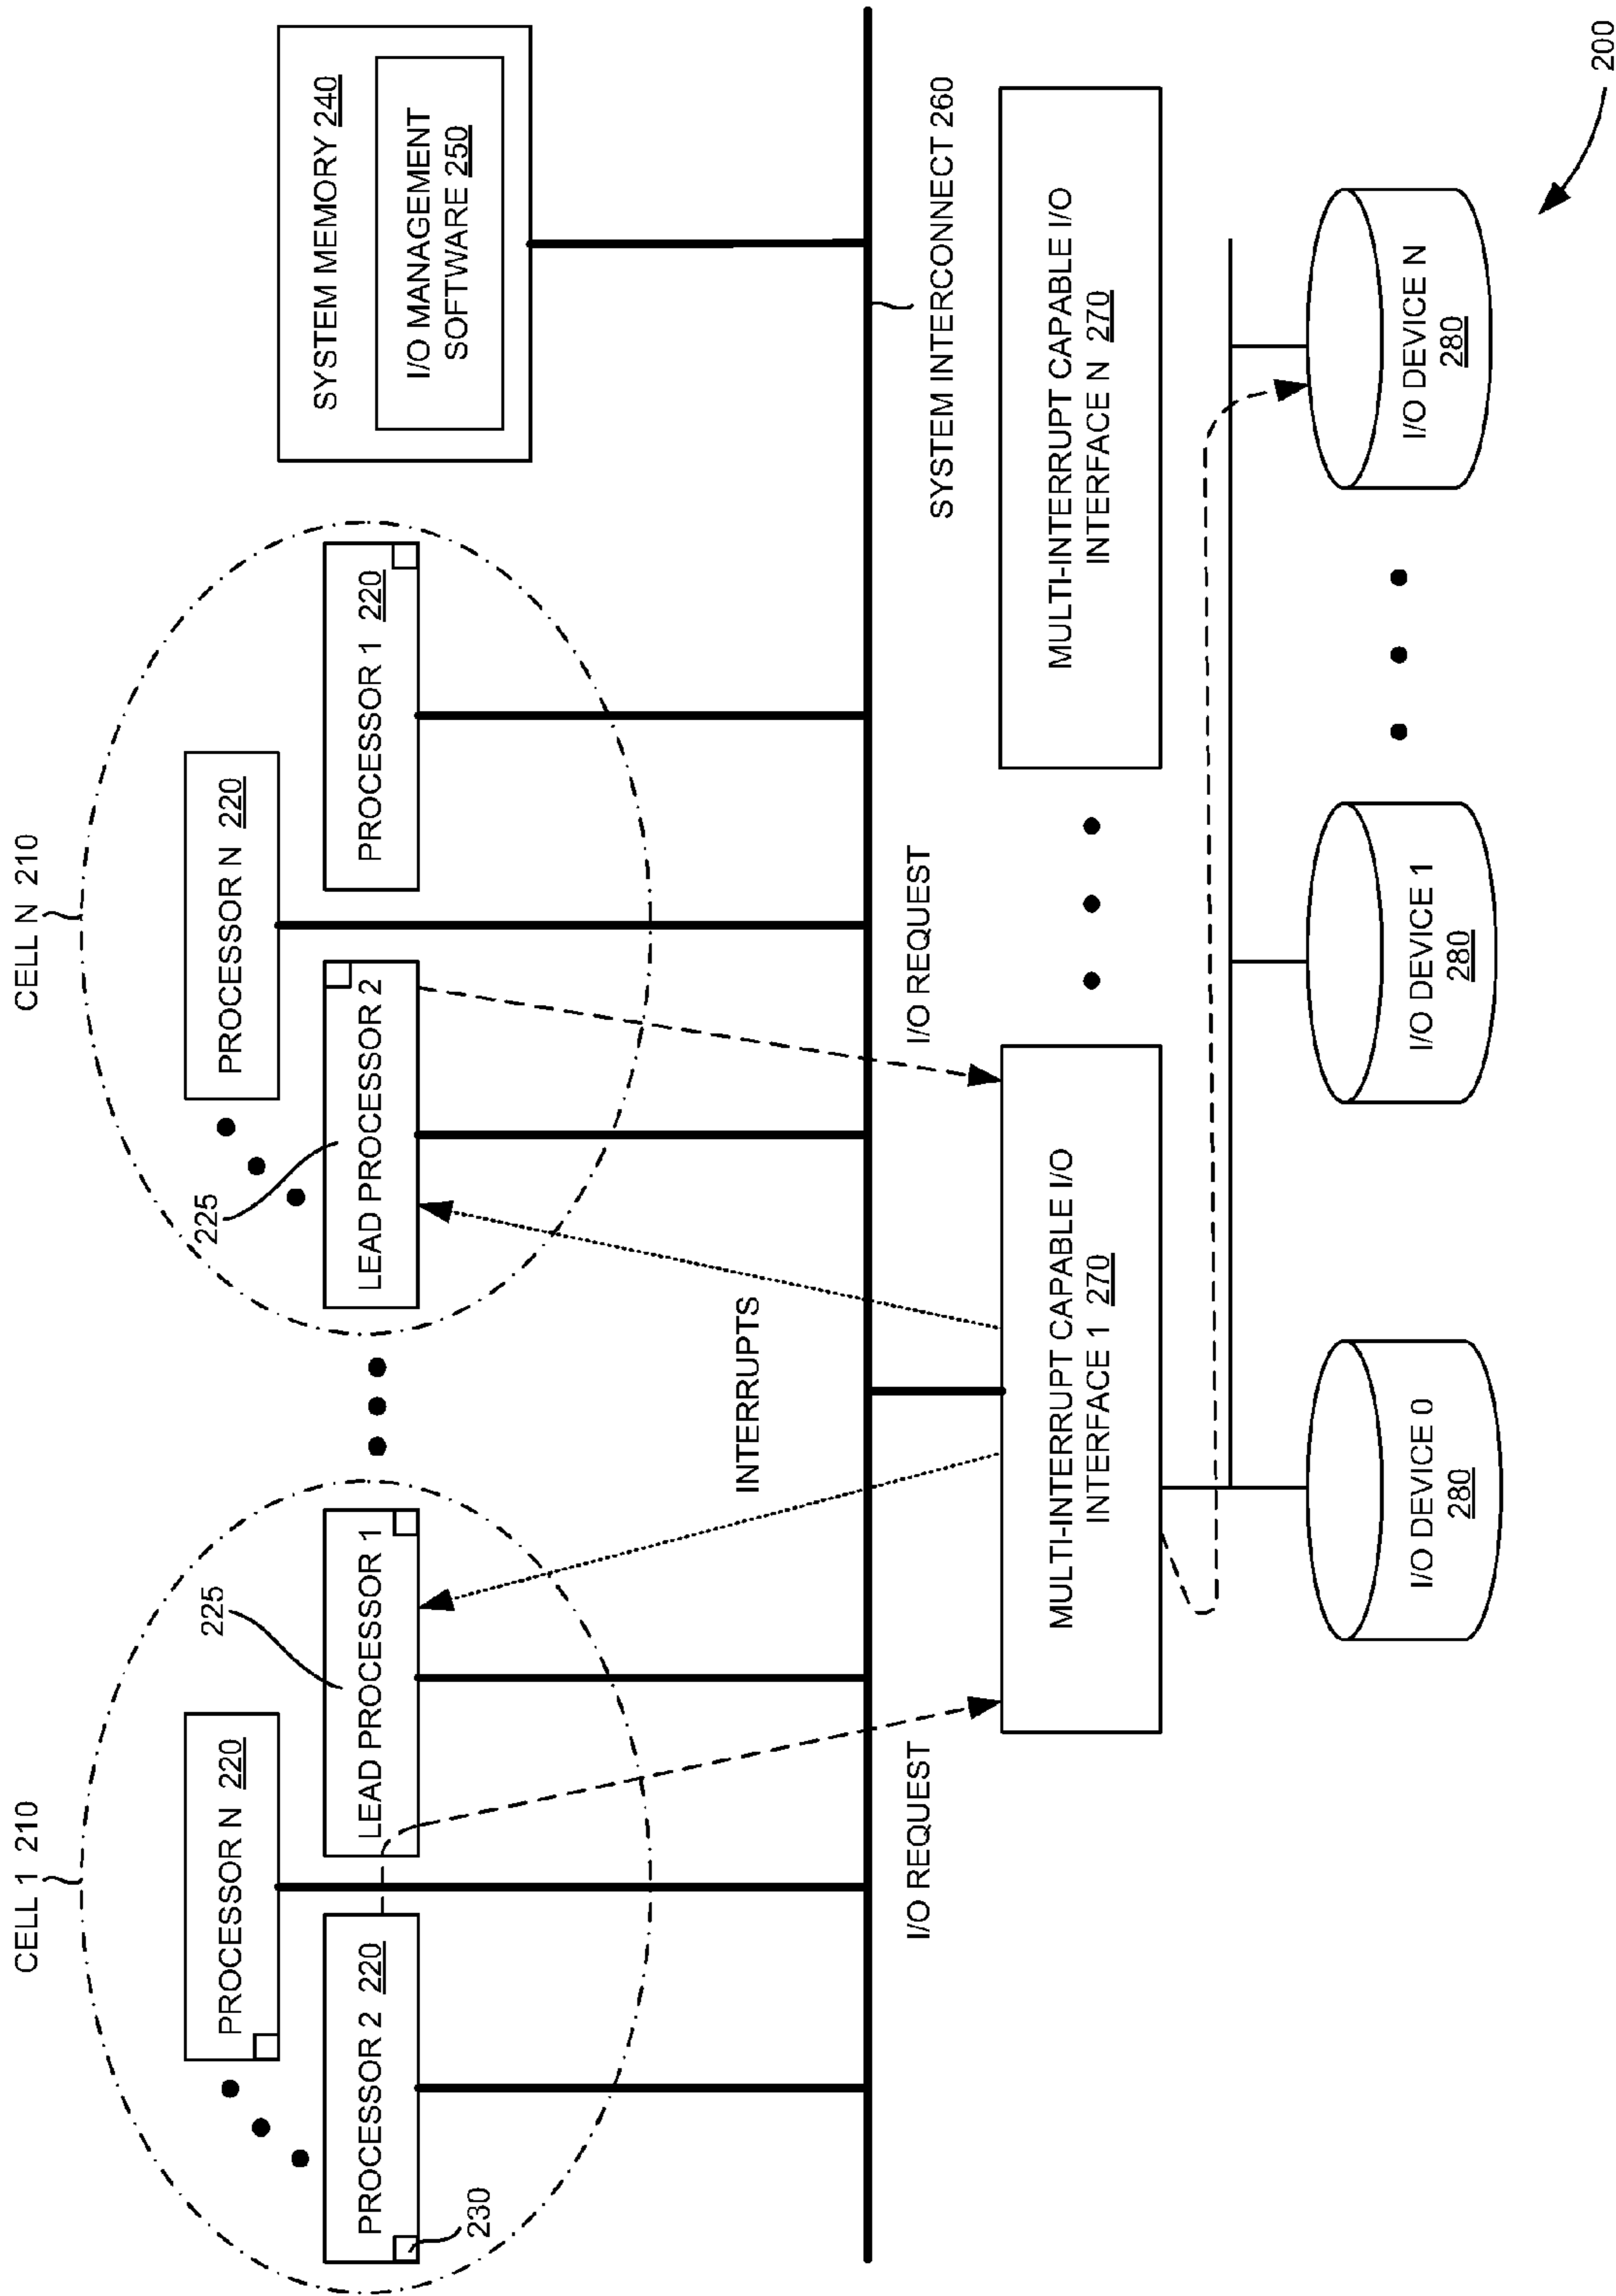 CELL 1 210
CELL N 210
PROCESSOR N 220
PROCESSOR N 220
SYSTEM MEMORY 240
I/O MANAGEMENT
SOFTWARE 250
225
225
PROCESSOR 2 220
LEAD PROCESSOR 1
LEAD PROCESSOR 2
PROCESSOR 1 220
230
INTERRUPTS
I/O REQUEST
I/O REQUEST
SYSTEM INTERCONNECT 260
MULTI-INTERRUPT CAPABLE I/O
INTERFACE 1 270
MULTI-INTERRUPT CAPABLE I/O
INTERFACE N 270
I/O DEVICE 0
280
I/O DEVICE 1
280
I/O DEVICE N
280
200